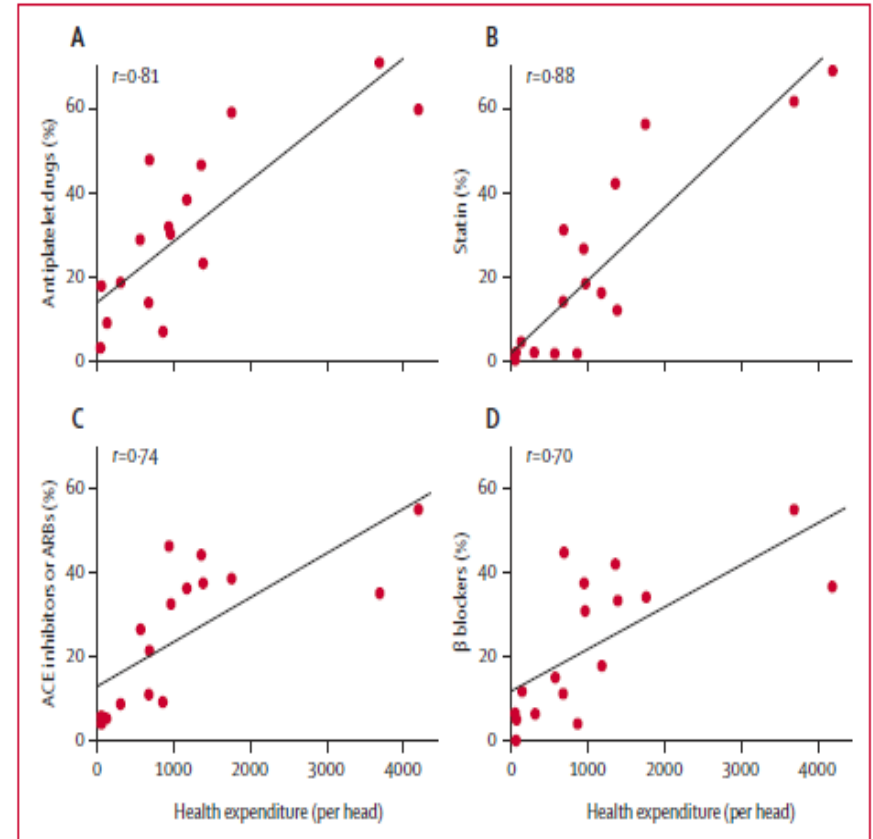 A
r=0·81
Antiplatelet drugs (%)
60
40
20
0
B
r=0·88
Statin (%)
60
40
20
0
C
r=0·74
ACE inhibitors or ARBs (%)
60
40
20
0
0 1000 2000 3000 4000
Health expenditure (per head)
D
r=0·70
β blockers (%)
60
40
20
0
0 1000 2000 3000 4000
Health expenditure (per head)